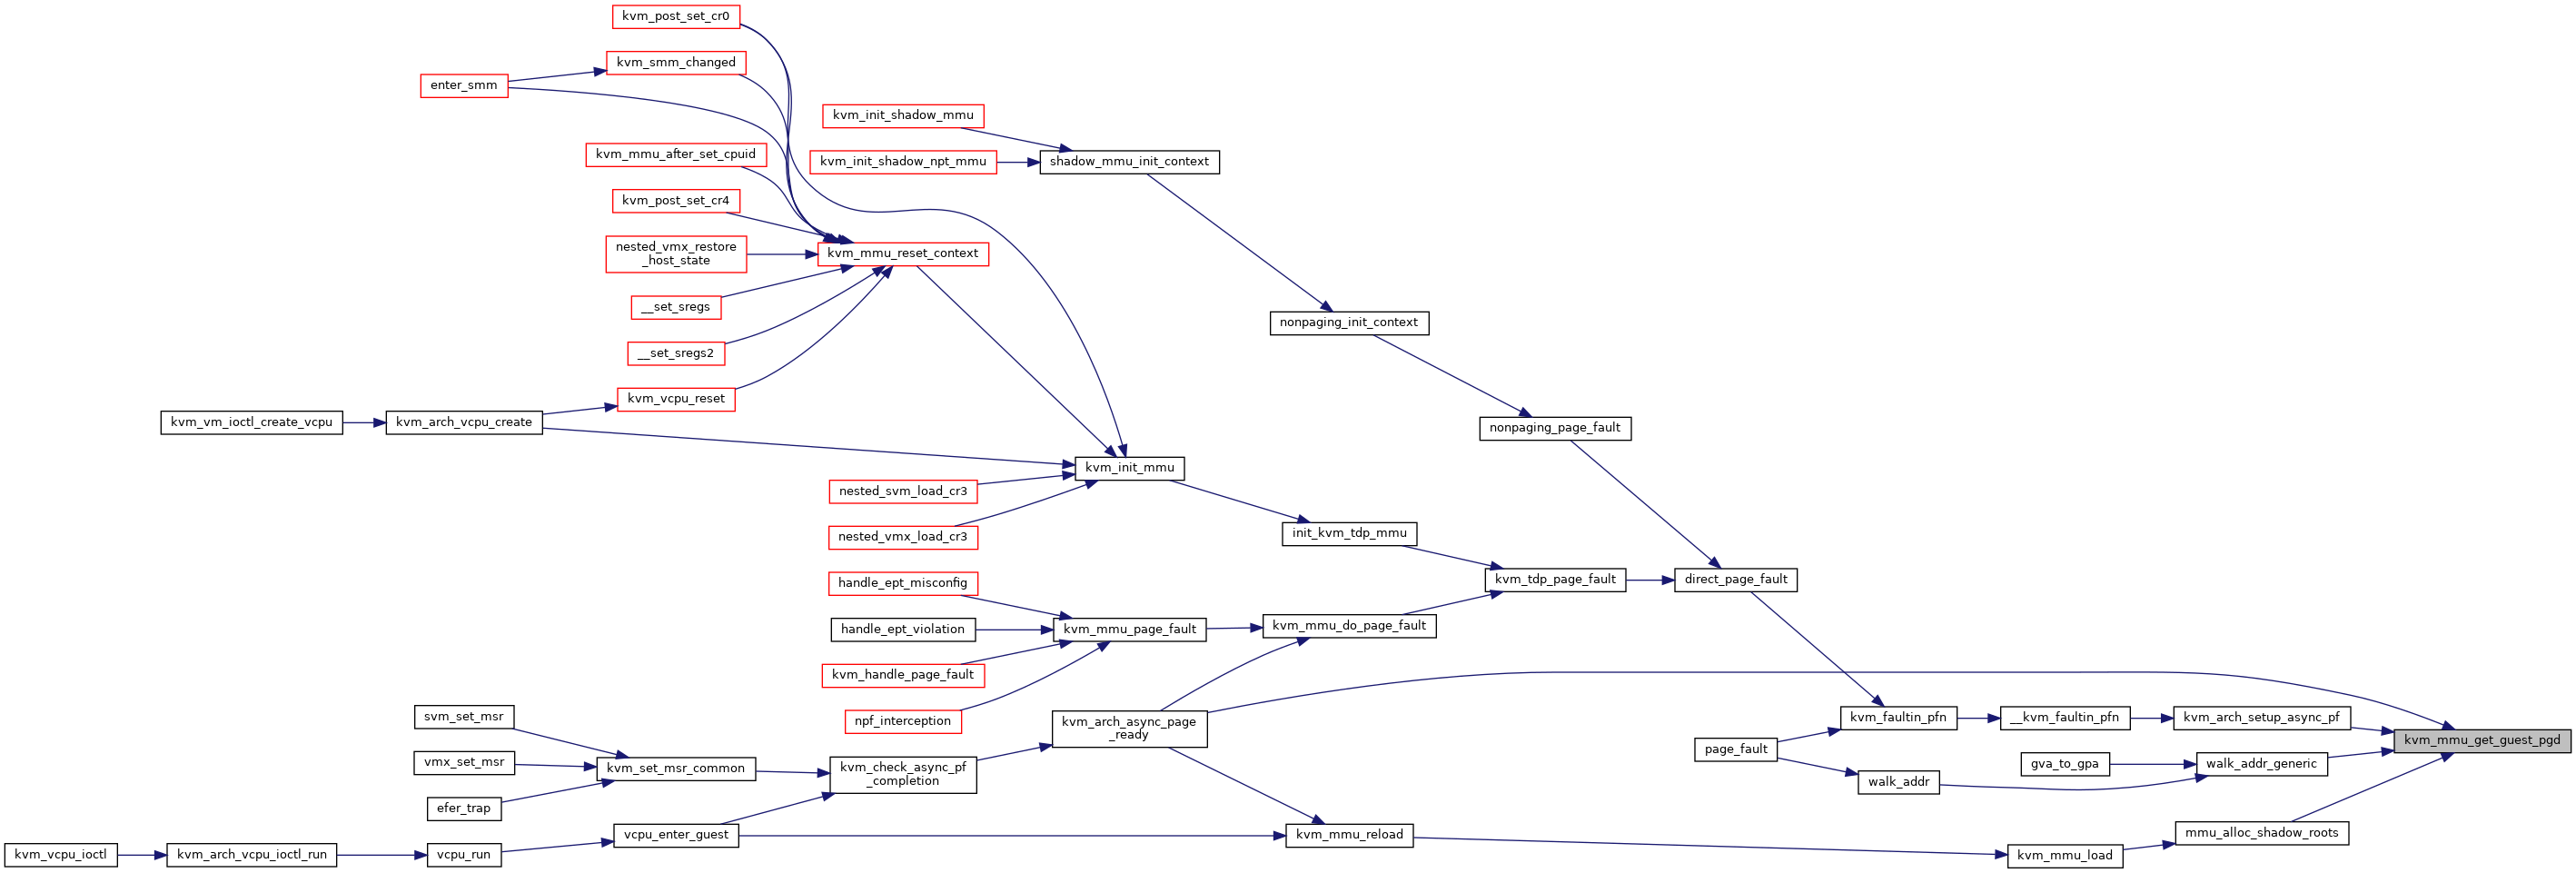 kvm_post_set_cr0
kvm_smm_changed
enter_smm
kvm_init_shadow_mmu
kvm_mmu_after_set_cpuid
kvm_init_shadow_npt_mmu
shadow_mmu_init_context
kvm_post_set_cr4
nested_vmx_restore
_host_state
kvm_mmu_reset_context
__set_sregs
nonpaging_init_context
__set_sregs2
kvm_vcpu_reset
kvm_vm_ioctl_create_vcpu
kvm_arch_vcpu_create
nonpaging_page_fault
kvm_init_mmu
nested_svm_load_cr3
nested_vmx_load_cr3
init_kvm_tdp_mmu
handle_ept_misconfig
kvm_tdp_page_fault
direct_page_fault
handle_ept_violation
kvm_mmu_page_fault
kvm_mmu_do_page_fault
kvm_handle_page_fault
npf_interception
svm_set_msr
kvm_arch_async_page
_ready
kvm_faultin_pfn
__kvm_faultin_pfn
kvm_arch_setup_async_pf
kvm_mmu_get_guest_pgd
page_fault
vmx_set_msr
kvm_set_msr_common
kvm_check_async_pf
_completion
gva_to_gpa
walk_addr_generic
walk_addr
efer_trap
vcpu_enter_guest
kvm_mmu_reload
mmu_alloc_shadow_roots
kvm_vcpu_ioctl
kvm_arch_vcpu_ioctl_run
vcpu_run
kvm_mmu_load